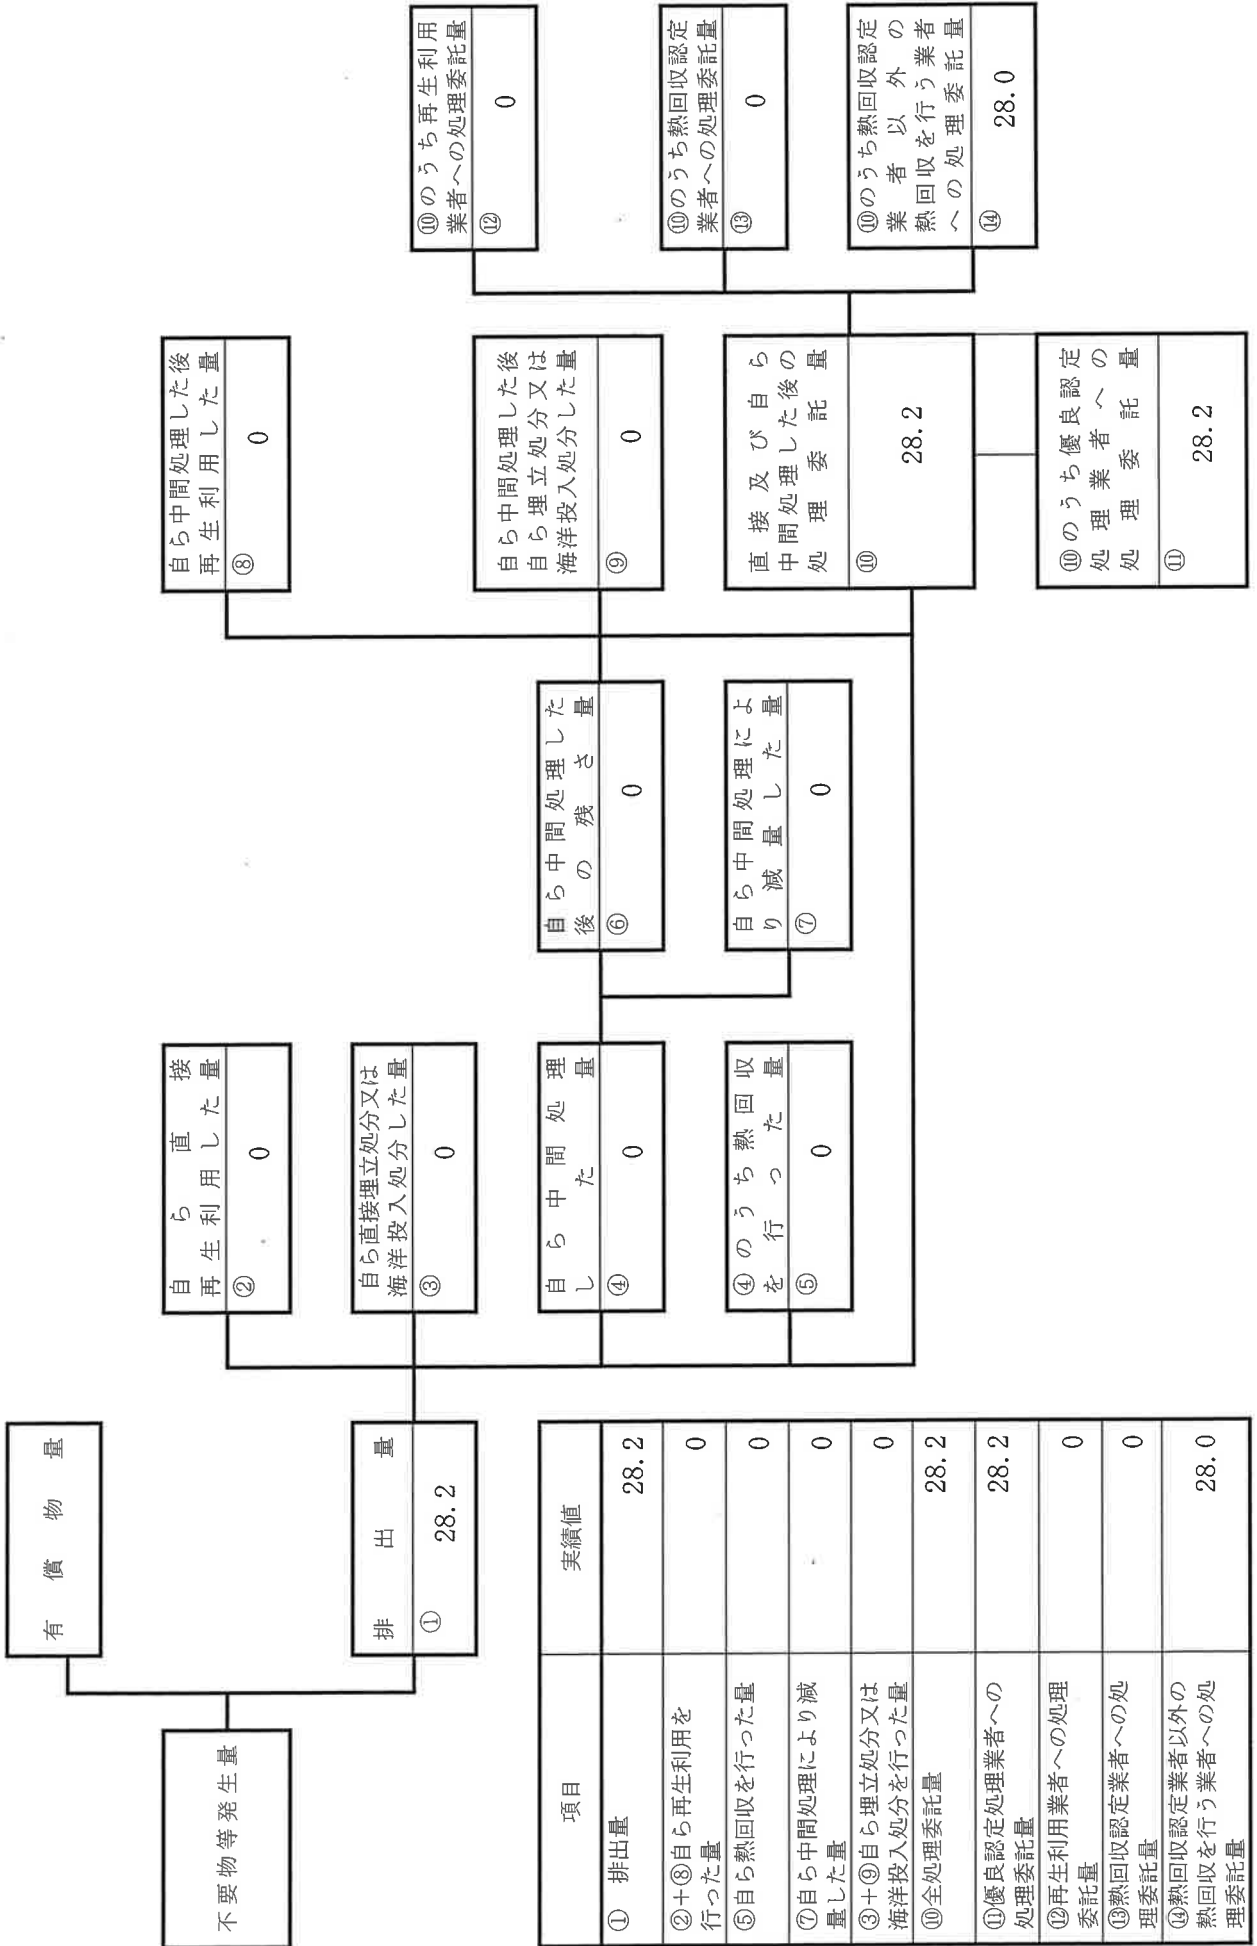 不要物等発生量
有償物量
排出量
① 28.2
自ら直接
再生利用した量
② 0
自ら直接埋立処分又は
海洋投入処分した量
③ 0
自ら中間処理
した量
④ 0
④のうち熱回収
を行った量
⑤ 0
自ら中間処理した
後の残さ量
⑥ 0
自ら中間処理によ
り減量した量
⑦ 0
自ら中間処理した後
再生利用した量
⑧ 0
自ら中間処理した後
自ら埋立処分又は
海洋投入処分した量
⑨ 0
直接及び自ら
中間処理した後の
処理委託量
⑩ 28.2
⑩のうち優良認定
処理業者への
処理委託量
⑪ 28.2
⑩のうち再生利用
業者への処理委託量
⑫ 0
⑩のうち熱回収認定
業者への処理委託量
⑬ 0
⑩のうち熱回収認定
業者以外の
熱回収を行う業者
への処理委託量
⑭ 28.0
項目 実績値
① 排出量 28.2
②+⑧自ら再生利用を
行った量 0
⑤自ら熱回収を行った量 0
⑦自ら中間処理により減
量した量 0
③+⑨自ら埋立処分又は
海洋投入処分を行った量 0
⑩全処理委託量 28.2
⑪優良認定処理業者への
処理委託量 28.2
⑫再生利用業者への処理
委託量 0
⑬熱回収認定業者への処
理委託量 0
⑭熱回収認定業者以外の
熱回収を行う業者への処
理委託量 28.0